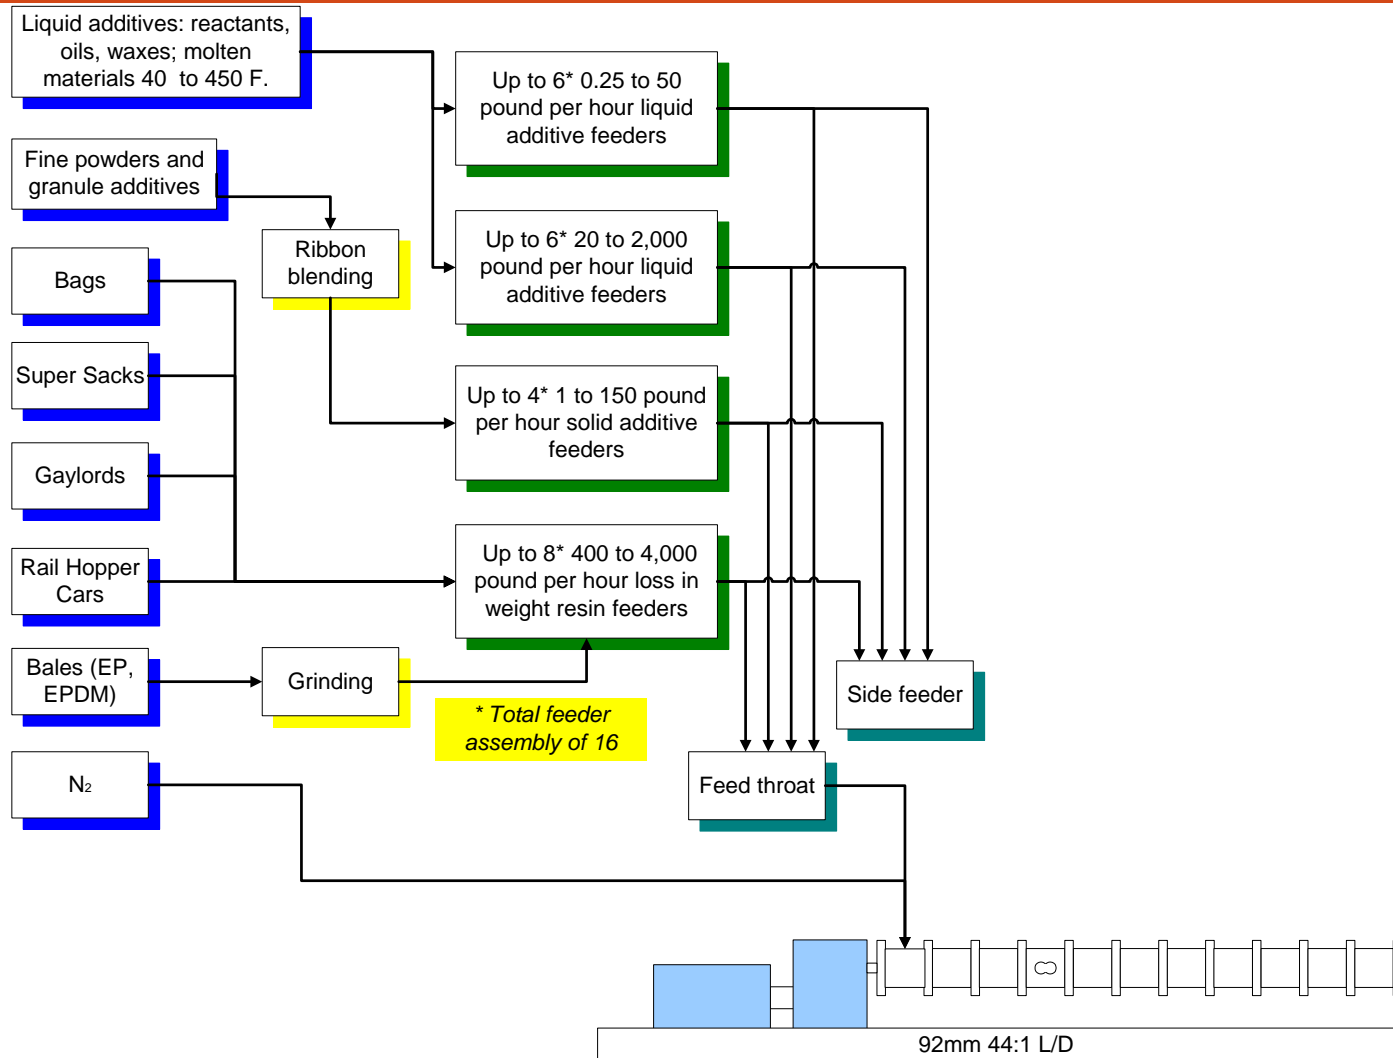 Liquid additives: reactants,
oils, waxes; molten
materials 40 to 450 F.
Fine powders and
granule additives
Bags
Super Sacks
Gaylords
Rail Hopper
Cars
Bales (EP,
EPDM)
N2
Ribbon
blending
Grinding
Up to 6* 0.25 to 50
pound per hour liquid
additive feeders
Up to 6* 20 to 2,000
pound per hour liquid
additive feeders
Up to 4* 1 to 150 pound
per hour solid additive
feeders
Up to 8* 400 to 4,000
pound per hour loss in
weight resin feeders
* Total feeder
assembly of 16
Side feeder
Feed throat
92mm 44:1 L/D